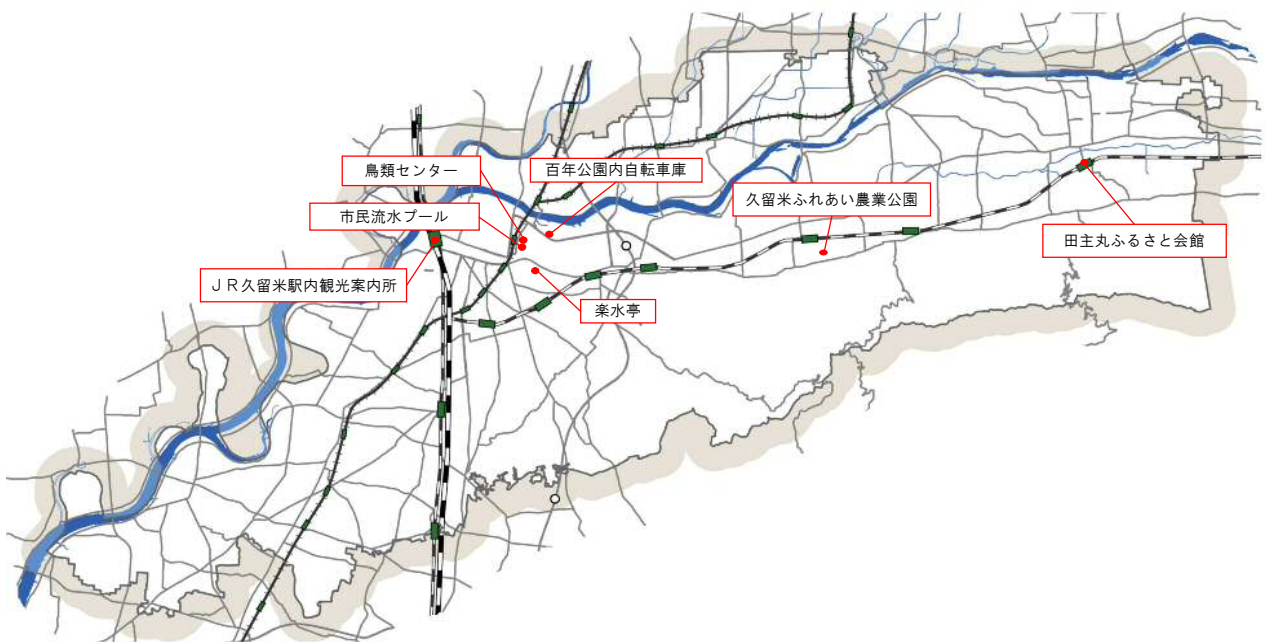 鳥類センター
百年公園内自転車庫
市民流水プール
久留米ふれあい農業公園
田主丸ふるさと会館
ＪＲ久留米駅内観光案内所
楽水亭